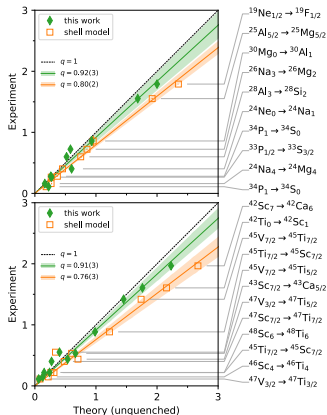 this work
shell model
q = 1
q = 0.92(3)
q = 0.80(2)
Experiment
3
2
1
0
¹⁹Ne₁/₂ → ¹⁹F₁/₂
²⁵Al₅/₂ → ²⁵Mg₅/₂
³⁰Mg₀ → ³⁰Al₁
²⁶Na₃ → ²⁶Mg₂
²⁸Al₃ → ²⁸Si₂
²⁴Ne₀ → ²⁴Na₁
³⁴P₁ → ³⁴S₀
³³P₁/₂ → ³³S₃/₂
²⁴Na₄ → ²⁴Mg₄
³⁴P₁ → ³⁴S₀
this work
shell model
q = 1
q = 0.91(3)
q = 0.76(3)
Experiment
3
2
1
0
0
1
2
3
Theory (unquenched)
⁴²Sc₇ → ⁴²Ca₆
⁴²Ti₀ → ⁴²Sc₁
⁴⁵V₇/₂ → ⁴⁵Ti₇/₂
⁴⁵Ti₇/₂ → ⁴⁵Sc₇/₂
⁴⁵V₇/₂ → ⁴⁵Ti₅/₂
⁴³Sc₇/₂ → ⁴³Ca₅/₂
⁴⁷V₃/₂ → ⁴⁷Ti₅/₂
⁴⁷Sc₇/₂ → ⁴⁷Ti₇/₂
⁴⁸Sc₆ → ⁴⁸Ti₆
⁴⁵Ti₇/₂ → ⁴⁵Sc₇/₂
⁴⁶Sc₄ → ⁴⁶Ti₄
⁴⁷V₃/₂ → ⁴⁷Ti₃/₂